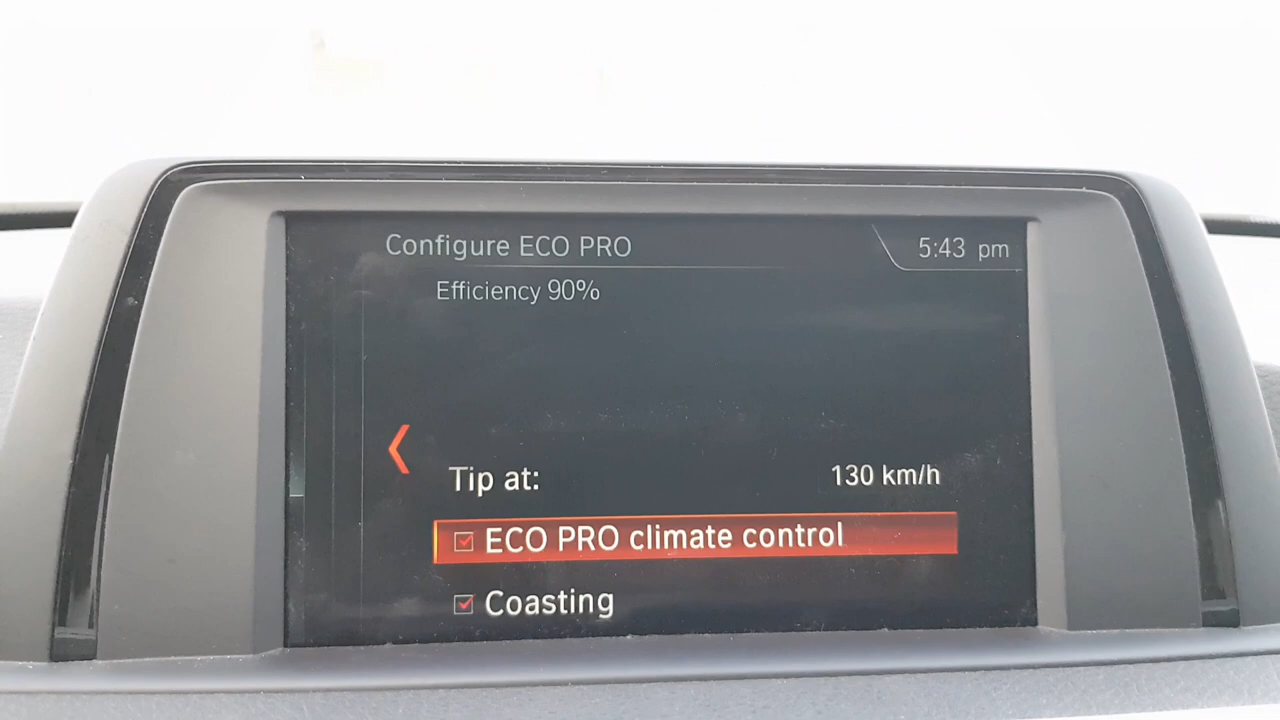 Configure ECO PRO 5:43 pm
Efficiency 90%
Tip at: 130 km/h
ECO PRO climate control
Coasting